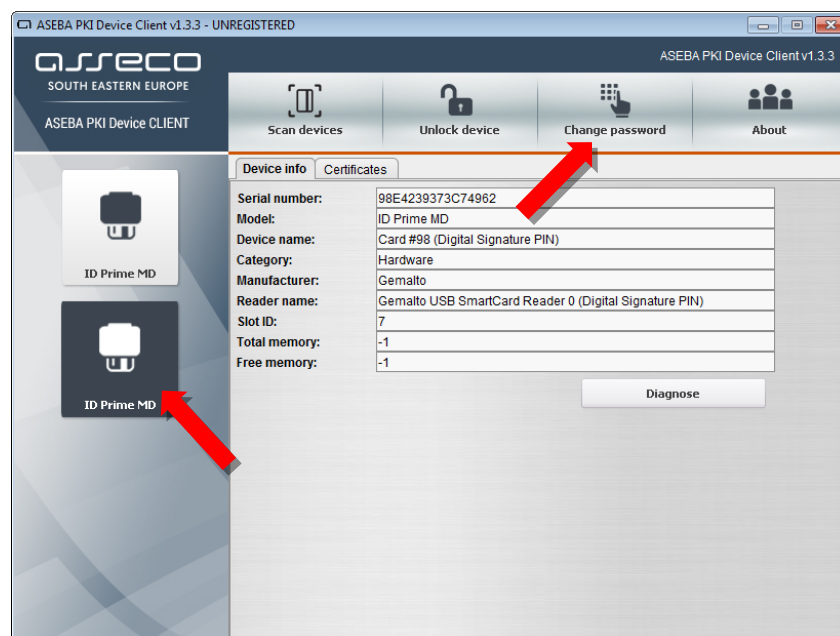 ASEBA PKI Device Client v1.3.3 - UNREGISTERED
asseco
SOUTH EASTERN EUROPE
ASEBA PKI Device CLIENT
ASEBA PKI Device Client v1.3.3
Scan devices
Unlock device
Change password
About
ID Prime MD
ID Prime MD
Device info
Certificates
Serial number: 98E4239373C74962
Model: ID Prime MD
Device name: Card #98 (Digital Signature PIN)
Category: Hardware
Manufacturer: Gemalto
Reader name: Gemalto USB SmartCard Reader 0 (Digital Signature PIN)
Slot ID: 7
Total memory: -1
Free memory: -1
Diagnose